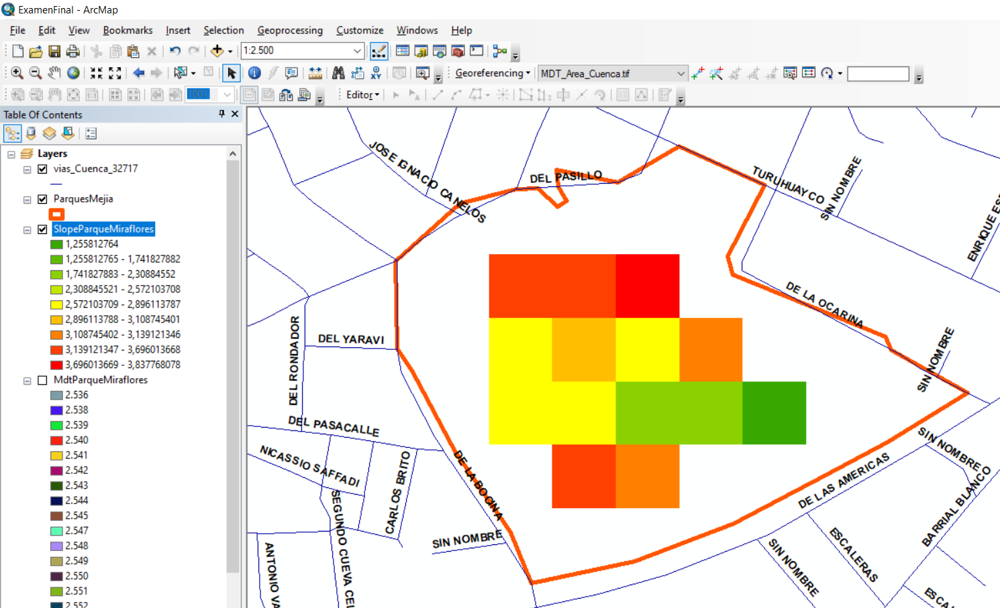 ExamenFinal - ArcMap
File Edit View Bookmarks Insert Selection Geoprocessing Customize Windows Help
1:2.500
Georeferencing
MDT_Area_Cuenca.tif
100%
Editor
Table Of Contents
Layers
vias_Cuenca_32717
ParquesMejia
SlopeParqueMiraflores
1,255812764
1,255812765 - 1,741827882
1,741827883 - 2,30884552
2,308845521 - 2,572103708
2,572103709 - 2,896113787
2,896113788 - 3,108745401
3,108745402 - 3,139121346
3,139121347 - 3,696013668
3,696013669 - 3,837768078
MdtParqueMiraflores
2.536
2.538
2.539
2.540
2.541
2.542
2.543
2.544
2.545
2.547
2.548
2.549
2.550
2.551
2.552
JOSE IGNACIO CANELOS
DEL PASILLO
TURUHUAYCO
SIN NOMBRE
ENRIQUE ES
DE LA OCARINA
SIN NOMBRE
DEL YARAVI
DEL RONDADOR
DEL PASACALLE
NICASSIO SAFFADI
CARLOS BRITO
SEGUNDO CUEVA CEL
DE LA BOCINA
SIN NOMBRE
ANTONIO VA
DE LAS AMERICAS
SIN NOMBRE O
BARRIAL BLANCO
ESCALERAS
SIN NOMBRE
ESCA